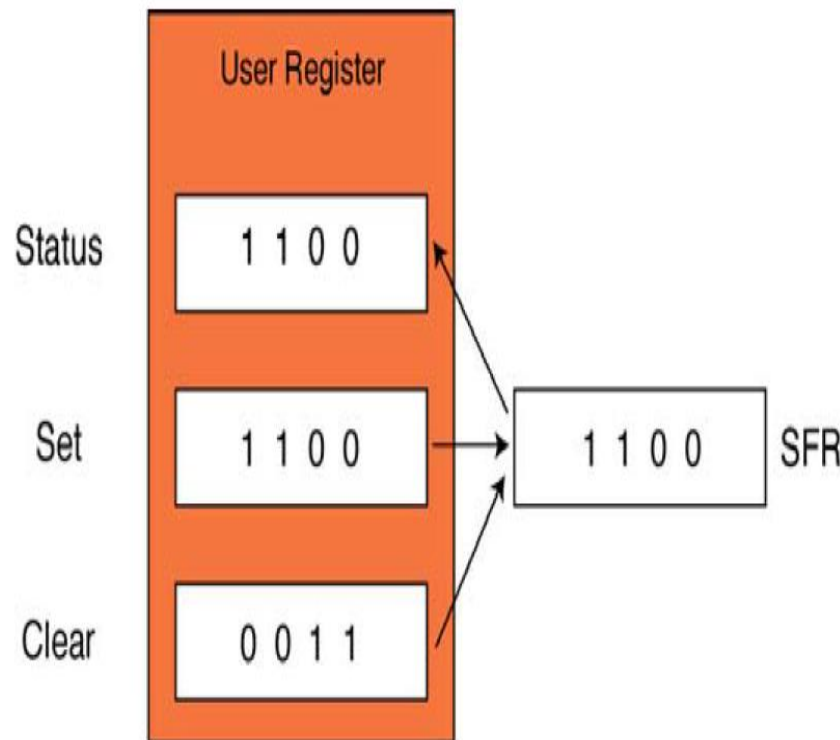 User Register
Status
1 1 0 0
Set
1 1 0 0
1 1 0 0
SFR
Clear
0 0 1 1